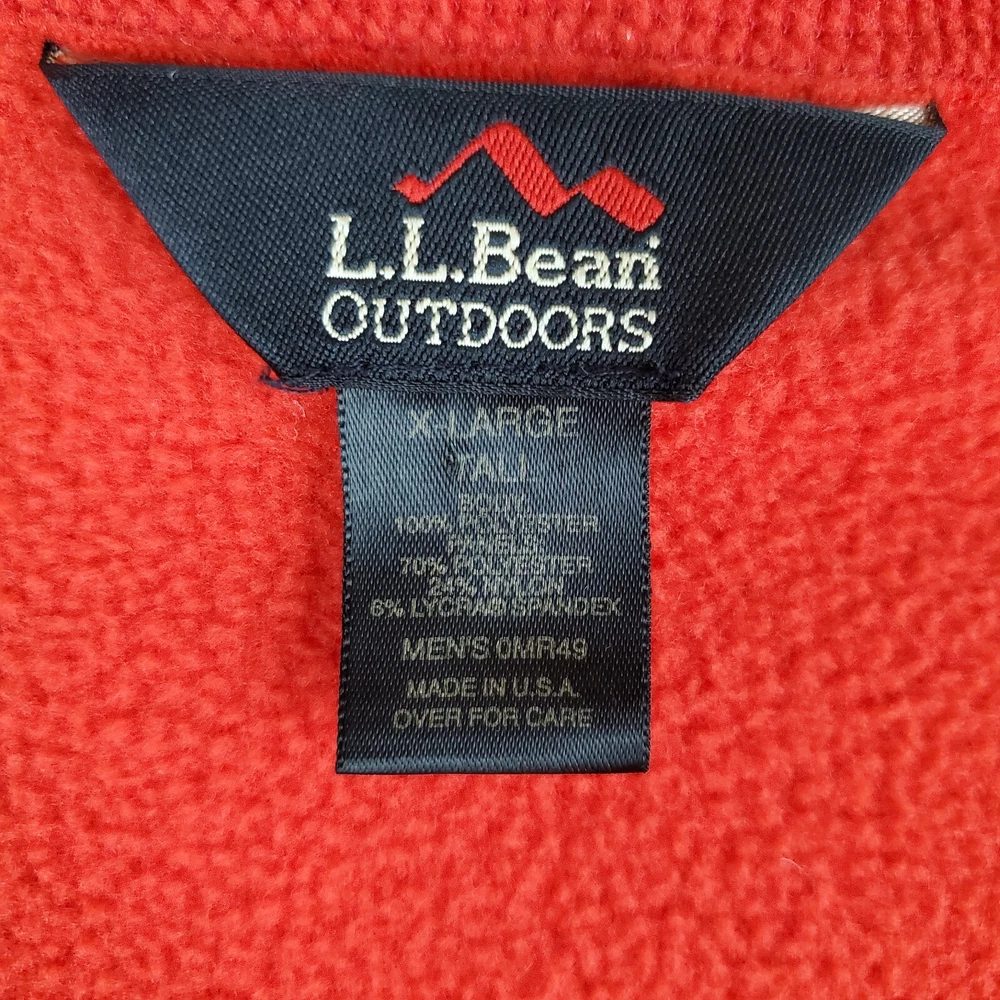 L.L.Bean
OUTDOORS
X-LARGE
TALL
BODY
100% POLYESTER
PANELS
70% POLYESTER
24% NYLON
6% LYCRA® SPANDEX
MEN'S 0MR49
MADE IN U.S.A.
OVER FOR CARE